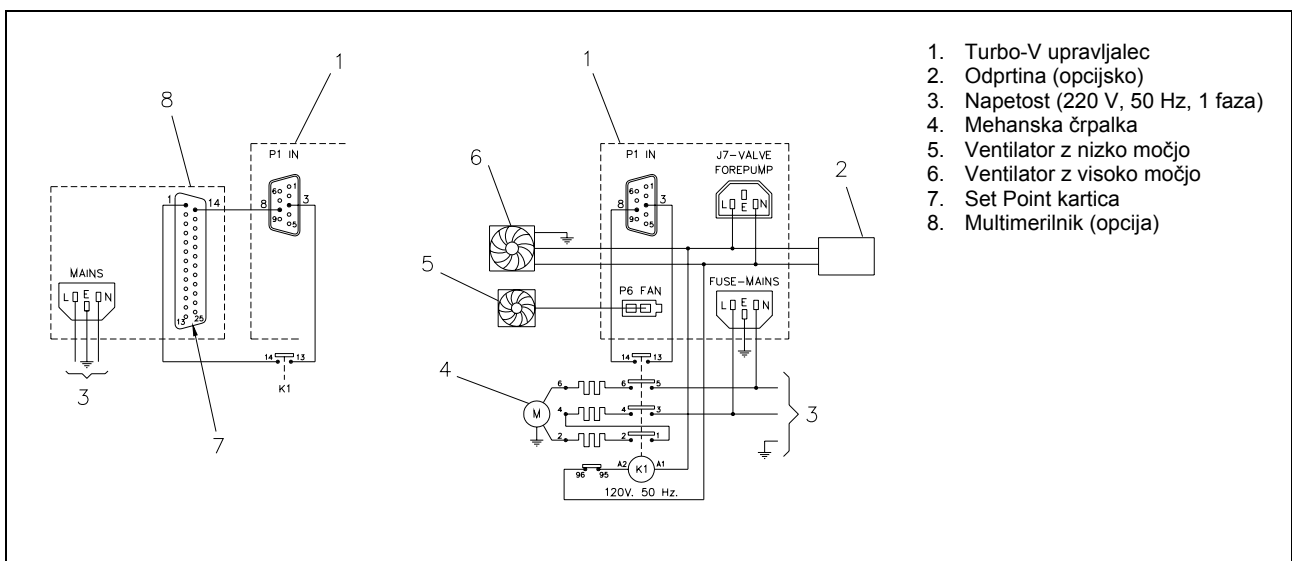 1
8
P1 IN
6
1
1
14
8
3
9
5
MAINS
L E N
13
25
14
13
K1
3
7
1
6
P1 IN
J7-VALVE
FOREPUMP
2
6
1
8
3
9
5
L E N
5
P6 FAN
FUSE-MAINS
L E N
14
13
4
6
6
5
M
4
4
3
3
2
2
1
96
95
A2
K1
A1
120V. 50 Hz.
1. Turbo-V upravljalec
2. Odprtina (opcijsko)
3. Napetost (220 V, 50 Hz, 1 faza)
4. Mehanska črpalka
5. Ventilator z nizko močjo
6. Ventilator z visoko močjo
7. Set Point kartica
8. Multimerilnik (opcija)